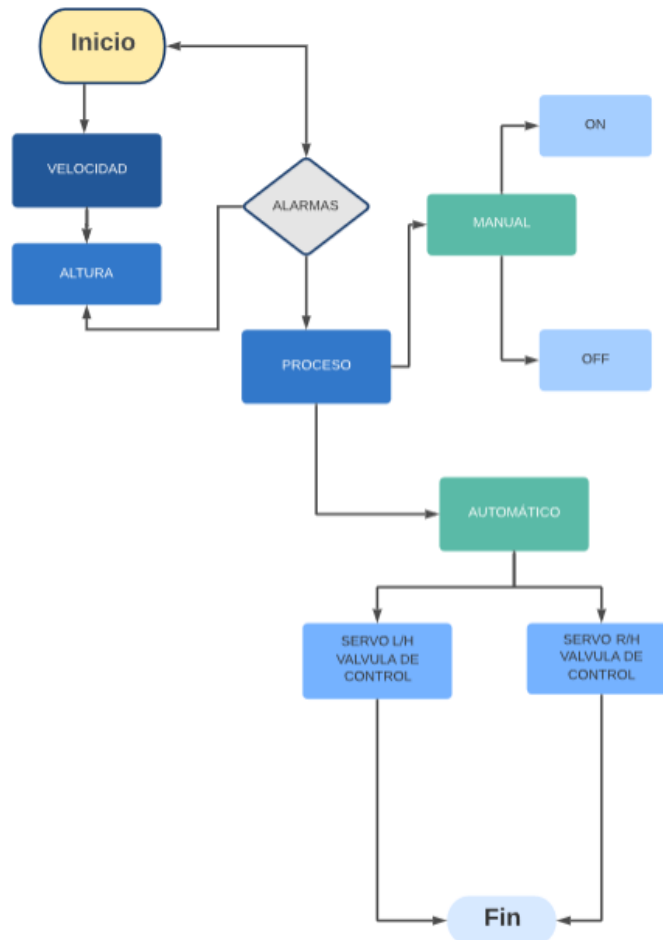 Inicio
ON
VELOCIDAD
ALARMAS
MANUAL
ALTURA
PROCESO
OFF
AUTOMÁTICO
SERVO L/H
VALVULA DE
CONTROL
SERVO R/H
VALVULA DE
CONTROL
Fin